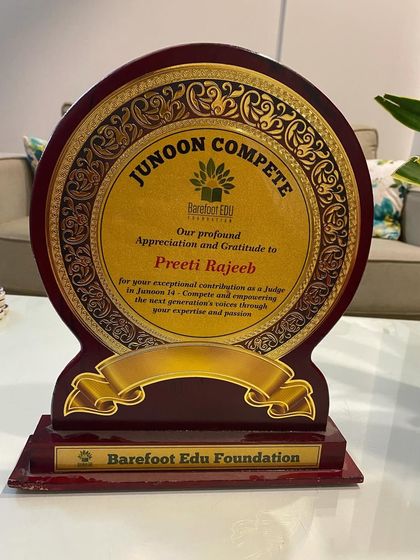 JUNOON COMPETE
Barefoot EDU
FOUNDATION
Our profound
Appreciation and Gratitude to
Preeti Rajeeb
for your exceptional contribution as a Judge
in Junoon 14 - Compete and empowering
the next generation's voices through
your expertise and passion
Barefoot Edu Foundation